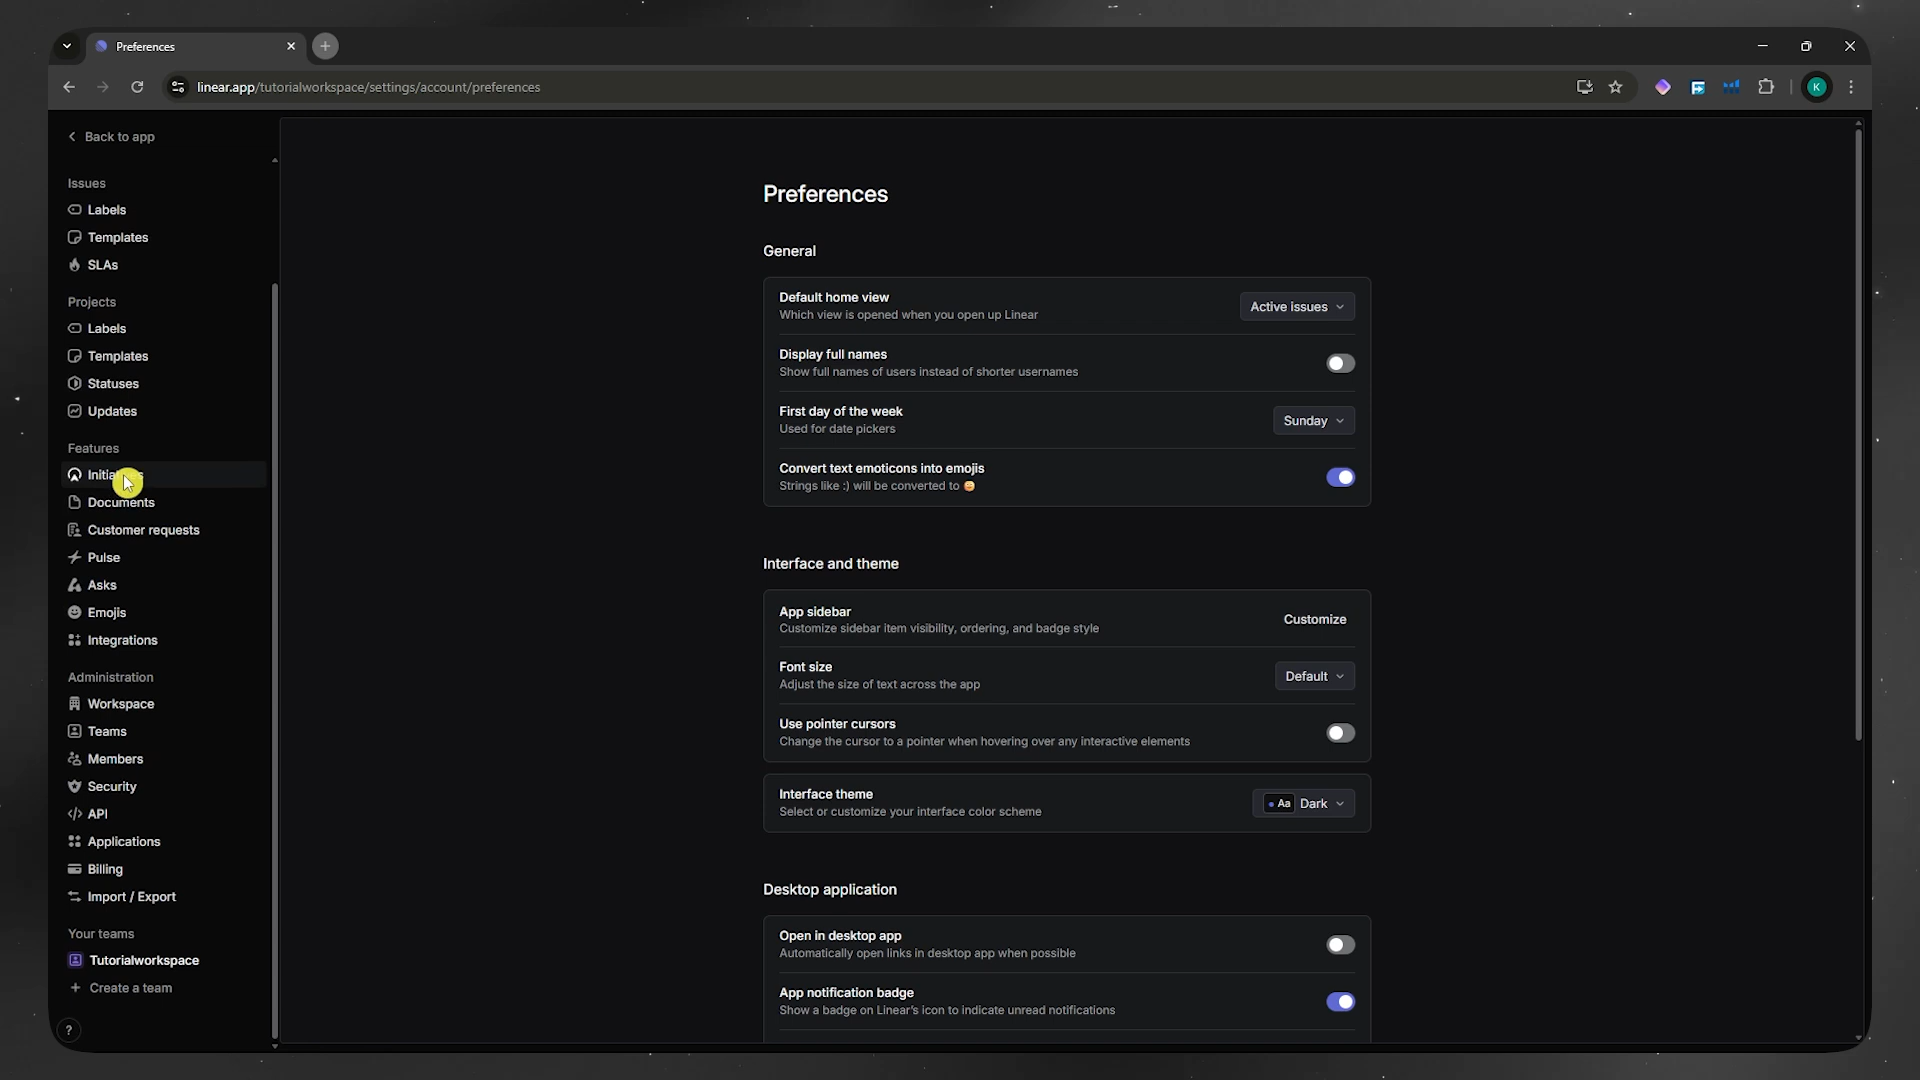 Preferences
linear.app/tutorialworkspace/settings/account/preferences
K
Back to app
Issues
Labels
Templates
SLAs
Projects
Labels
Templates
Statuses
Updates
Features
Documents
Customer requests
Pulse
Asks
Emojis
Integrations
Administration
Workspace
Teams
Members
Security
API
Applications
Billing
Import / Export
Your teams
Tutorialworkspace
+ Create a team
?
Preferences
General
Default home view
Which view is opened when you open up Linear
Active issues
Display full names
Show full names of users instead of shorter usernames
First day of the week
Used for date pickers
Sunday
Convert text emoticons into emojis
Strings like :) will be converted to 😀
Interface and theme
App sidebar
Customize sidebar item visibility, ordering, and badge style
Customize
Font size
Adjust the size of text across the app
Default
Use pointer cursors
Change the cursor to a pointer when hovering over any interactive elements
Interface theme
Select or customize your interface color scheme
Aa Dark
Desktop application
Open in desktop app
Automatically open links in desktop app when possible
App notification badge
Show a badge on Linear's icon to indicate unread notifications